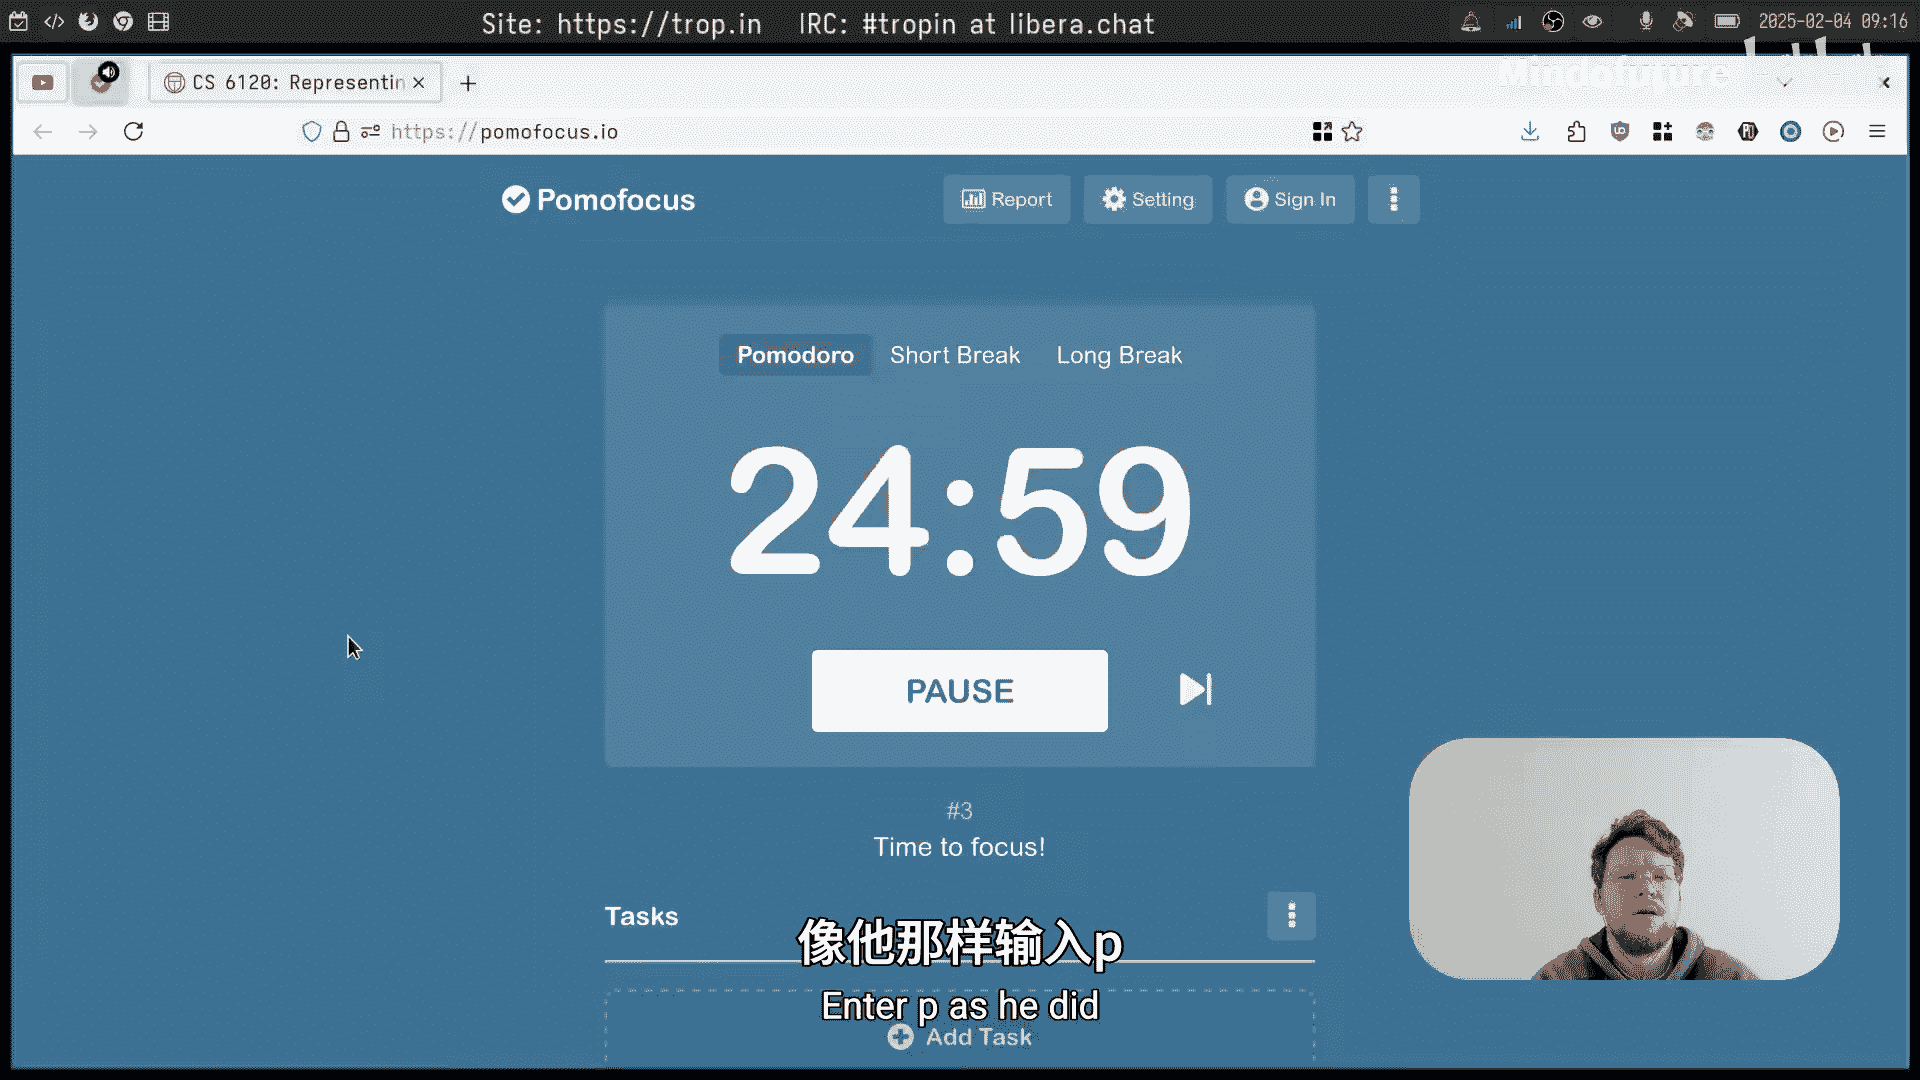 Site: https://trop.in IRC: #tropin at libera.chat
2025-02-04 09:16
Mindofuture
CS 6120: Representin
https://pomofocus.io
Pomofocus
Report
Setting
Sign In
Pomodoro
Short Break
Long Break
24:59
PAUSE
#3
Time to focus!
Tasks
像他那样输入p
Enter p as he did
Add Task